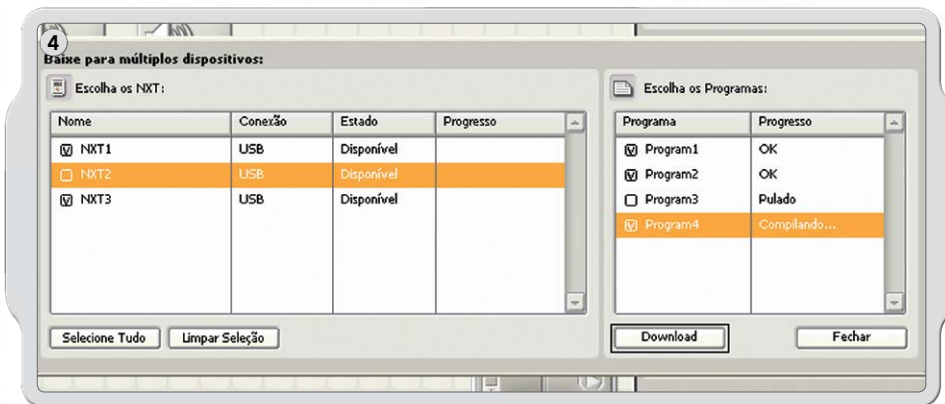 4
Baixe para múltiplos dispositivos:
Escolha os NXT:
Nome Conexão Estado Progresso
NXT1 USB Disponível
NXT2 USB Disponível
NXT3 USB Disponível
Selecione Tudo Limpar Seleção
Escolha os Programas:
Programa Progresso
Program1 OK
Program2 OK
Program3 Pulado
Program4 Compilando...
Download Fechar